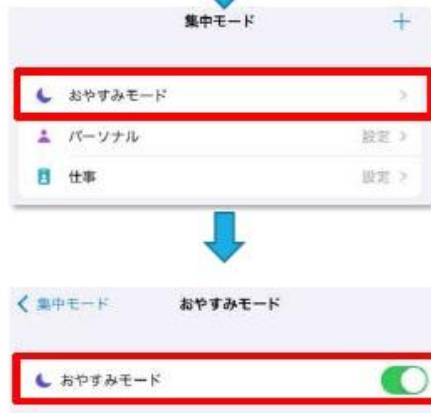 集中モード
おやすみモード
パーソナル 設定
仕事 設定
集中モード おやすみモード
おやすみモード